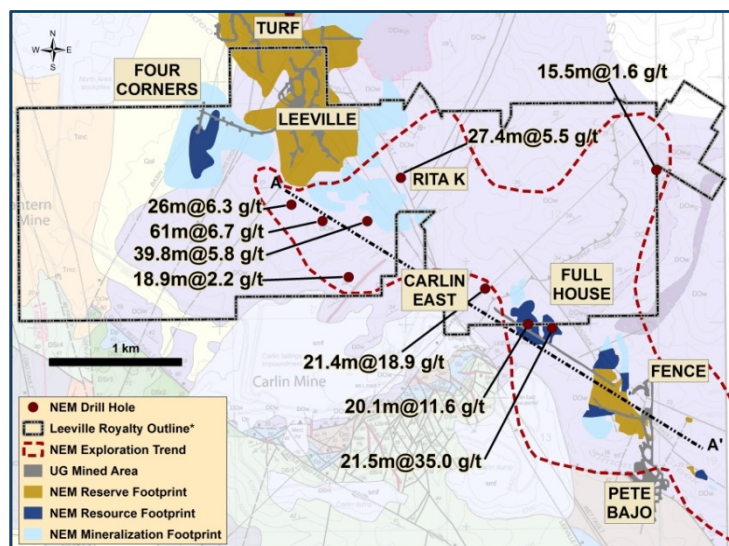 TURF
N
W E
S
FOUR
CORNERS
15.5m@1.6 g/t
LEEVILLE
27.4m@5.5 g/t
RITA K
A
26m@6.3 g/t
61m@6.7 g/t
39.8m@5.8 g/t
18.9m@2.2 g/t
CARLIN
EAST
FULL
HOUSE
1 km
Carlin Mine
21.4m@18.9 g/t
FENCE
20.1m@11.6 g/t
A'
21.5m@35.0 g/t
PETE
BAJO
NEM Drill Hole
Leeville Royalty Outline*
NEM Exploration Trend
UG Mined Area
NEM Reserve Footprint
NEM Resource Footprint
NEM Mineralization Footprint